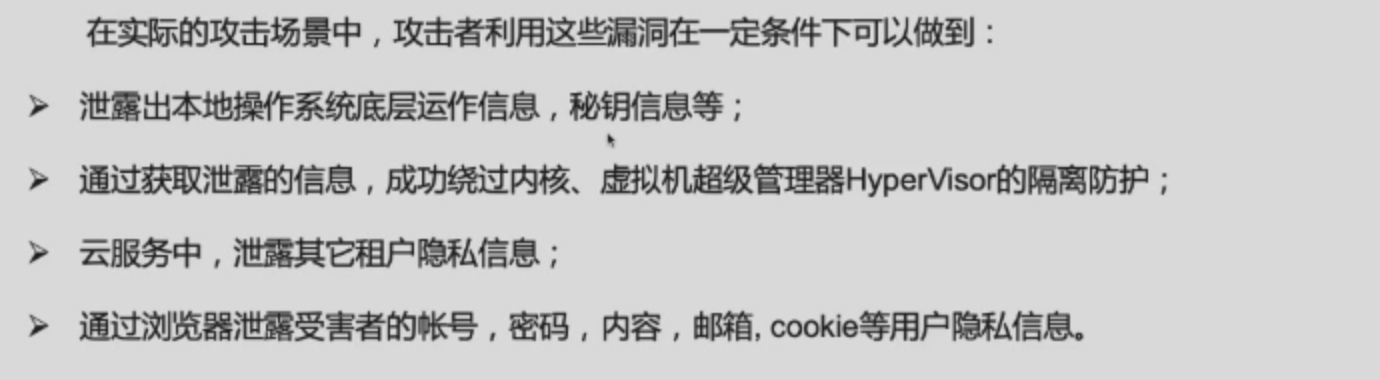 在实际的攻击场景中，攻击者利用这些漏洞在一定条件下可以做到：
➢ 泄露出本地操作系统底层运作信息，秘钥信息等；
➢ 通过获取泄露的信息，成功绕过内核、虚拟机超级管理器HyperVisor的隔离防护；
➢ 云服务中，泄露其它租户隐私信息；
➢ 通过浏览器泄露受害者的帐号，密码，内容，邮箱, cookie等用户隐私信息。